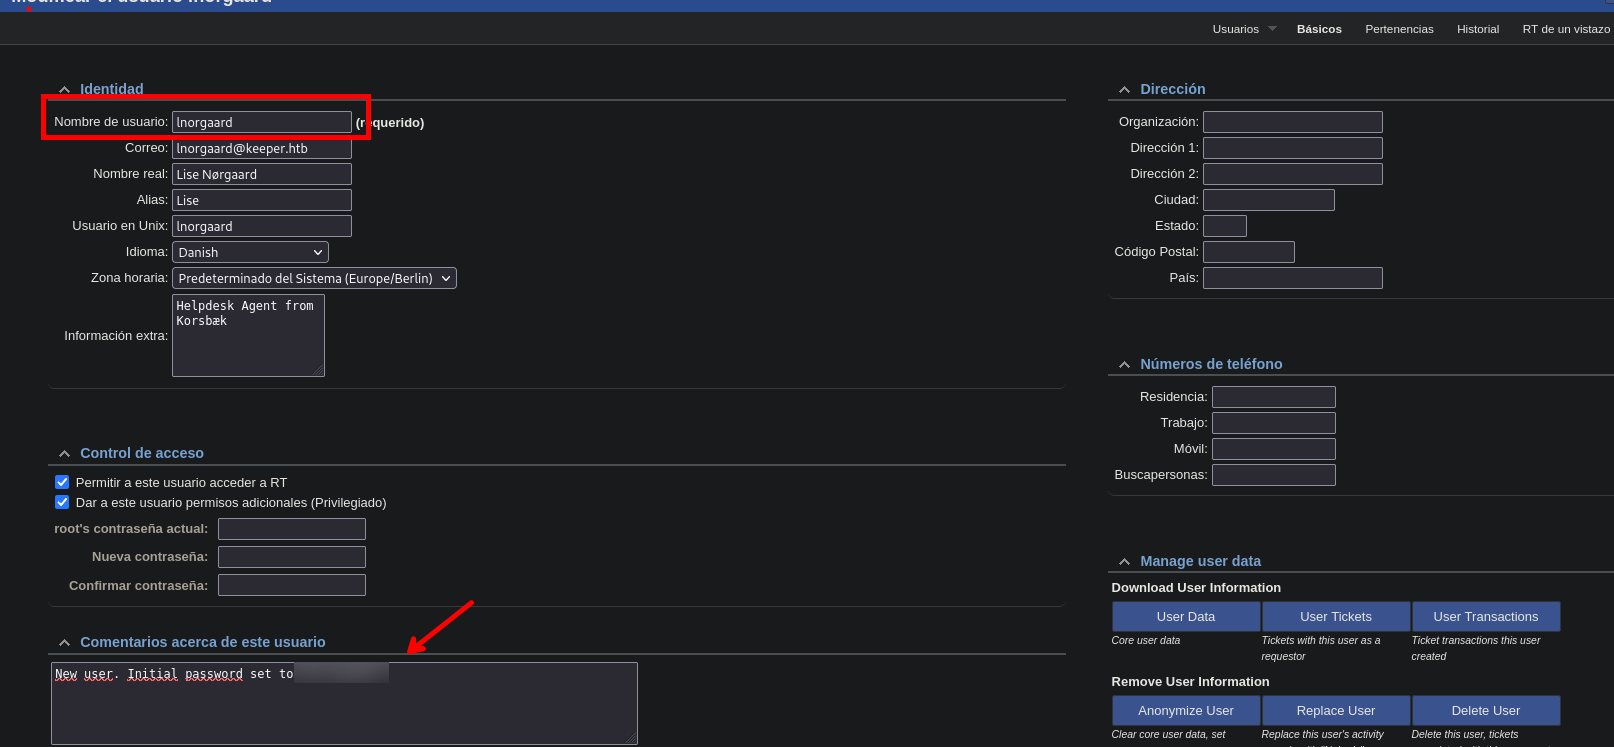 Modificar el usuario lnorgaard
Usuarios
Básicos
Pertenencias
Historial
RT de un vistazo
Identidad
Nombre de usuario: lnorgaard (requerido)
Correo: lnorgaard@keeper.htb
Nombre real: Lise Nørgaard
Alias: Lise
Usuario en Unix: lnorgaard
Idioma: Danish
Zona horaria: Predeterminado del Sistema (Europe/Berlin)
Información extra: Helpdesk Agent from
Korsbæk
Control de acceso
Permitir a este usuario acceder a RT
Dar a este usuario permisos adicionales (Privilegiado)
root's contraseña actual:
Nueva contraseña:
Confirmar contraseña:
Comentarios acerca de este usuario
New user. Initial password set to
Dirección
Organización:
Dirección 1:
Dirección 2:
Ciudad:
Estado:
Código Postal:
País:
Números de teléfono
Residencia:
Trabajo:
Móvil:
Buscapersonas:
Manage user data
Download User Information
User Data
User Tickets
User Transactions
Core user data
Tickets with this user as a
requestor
Ticket transactions this user
created
Remove User Information
Anonymize User
Replace User
Delete User
Clear core user data, set
Replace this user's activity
Delete this user, tickets